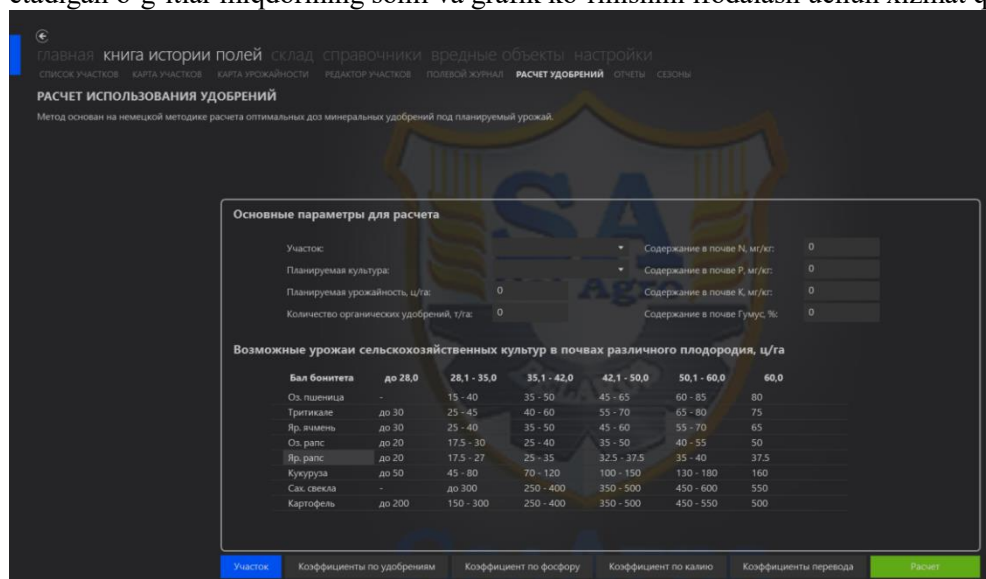 главная книга истории полей склад справочники вредные объекты настройки
СПИСОК УЧАСТКОВ КАРТА УЧАСТКОВ КАРТА УРОЖАЙНОСТИ РЕДАКТОР УЧАСТКОВ ПОЛЕВОЙ ЖУРНАЛ РАСЧЕТ УДОБРЕНИЙ ОТЧЕТЫ СЕЗОНЫ
РАСЧЕТ ИСПОЛЬЗОВАНИЯ УДОБРЕНИЙ
Метод основан на немецкой методике расчета оптимальных доз минеральных удобрений под планируемый урожай.
SA
Agro
Основные параметры для расчета
Участок: Содержание в почве N, мг/кг: 0
Планируемая культура: Содержание в почве P, мг/кг: 0
Планируемая урожайность, ц/га: 0 Содержание в почве K, мг/кг: 0
Количество органических удобрений, т/га: 0 Содержание в почве Гумус, %: 0
Возможные урожаи сельскохозяйственных культур в почвах различного плодородия, ц/га
Бал бонитета до 28,0 28,1 - 35,0 35,1 - 42,0 42,1 - 50,0 50,1 - 60,0 60,0
Оз. пшеница - 15 - 40 35 - 50 45 - 65 60 - 85 80
Тритикале до 30 25 - 45 40 - 60 55 - 70 65 - 80 75
Яр. ячмень до 30 25 - 40 35 - 50 45 - 60 55 - 70 65
Оз. рапс до 20 17.5 - 30 25 - 40 35 - 50 40 - 55 50
Яр. рапс до 20 17.5 - 27 25 - 35 32.5 - 37.5 35 - 40 37.5
Кукуруза до 50 45 - 80 70 - 120 100 - 150 130 - 180 160
Сах. свекла - до 300 250 - 400 350 - 500 450 - 600 550
Картофель до 200 150 - 300 250 - 400 350 - 500 450 - 550 500
Участок Коэффициенты по удобрениям Коэффициент по фосфору Коэффициент по калию Коэффициенты перевода Расчет